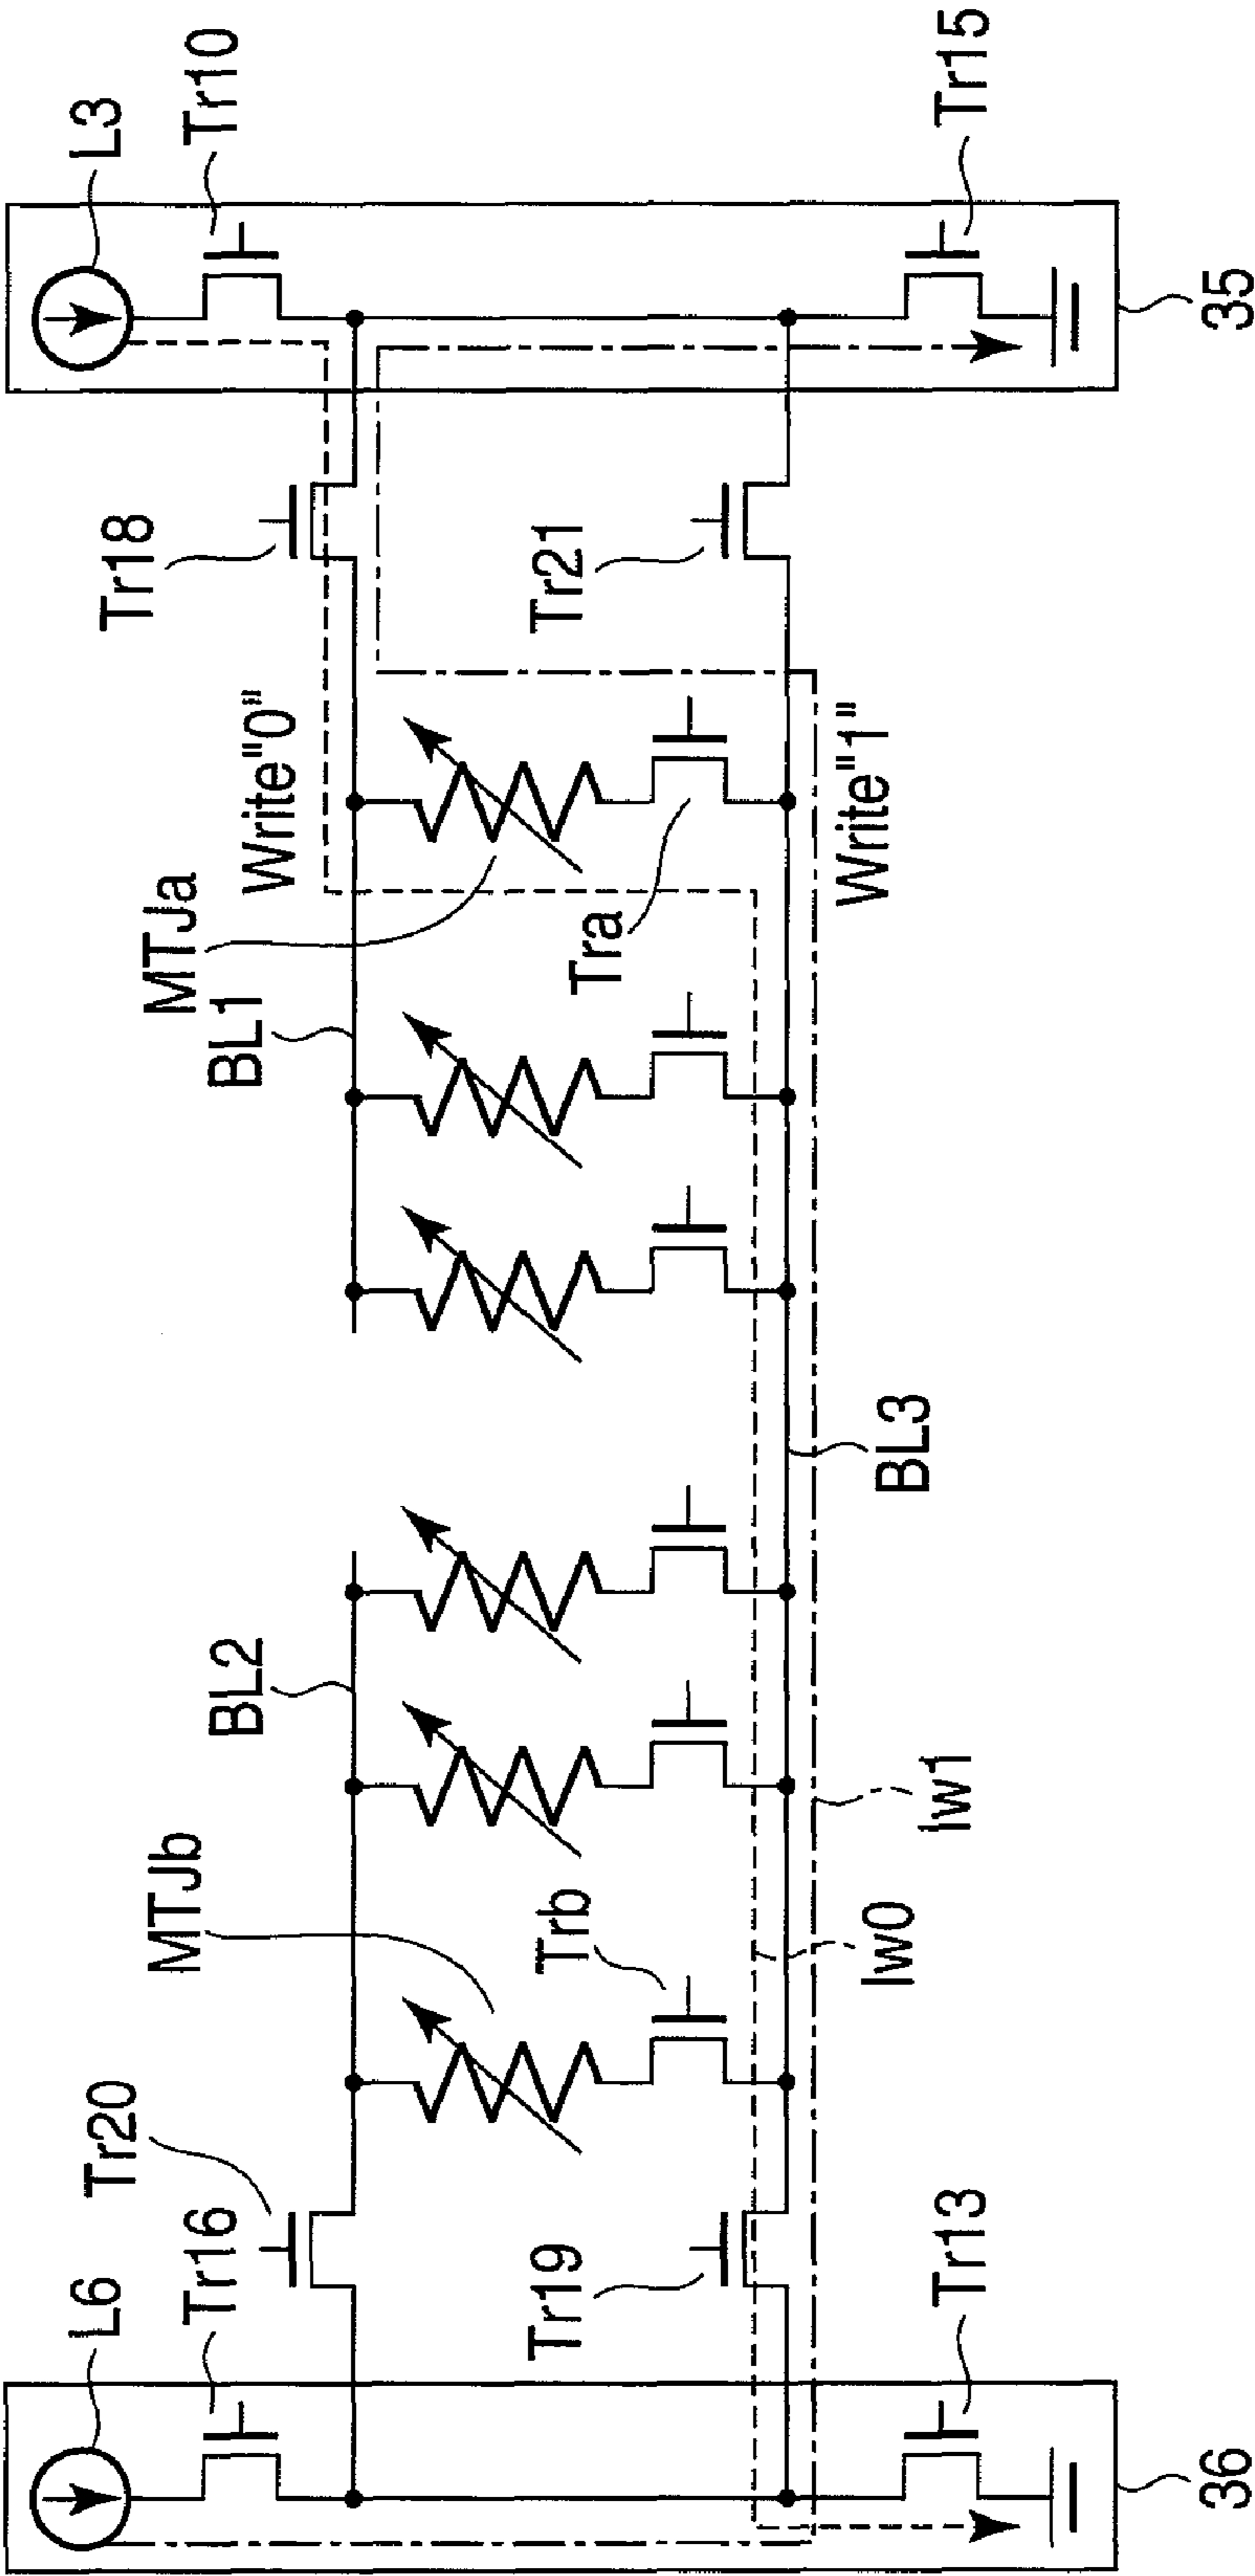 L6
Tr16
Tr20
MTJb
BL2
BL1
MTJa
Write"0"
Tr18
L3
Tr10
Tr19
Trb
Tra
Tr21
Tr13
Iw0
Iw1
BL3
Write"1"
Tr15
36
35